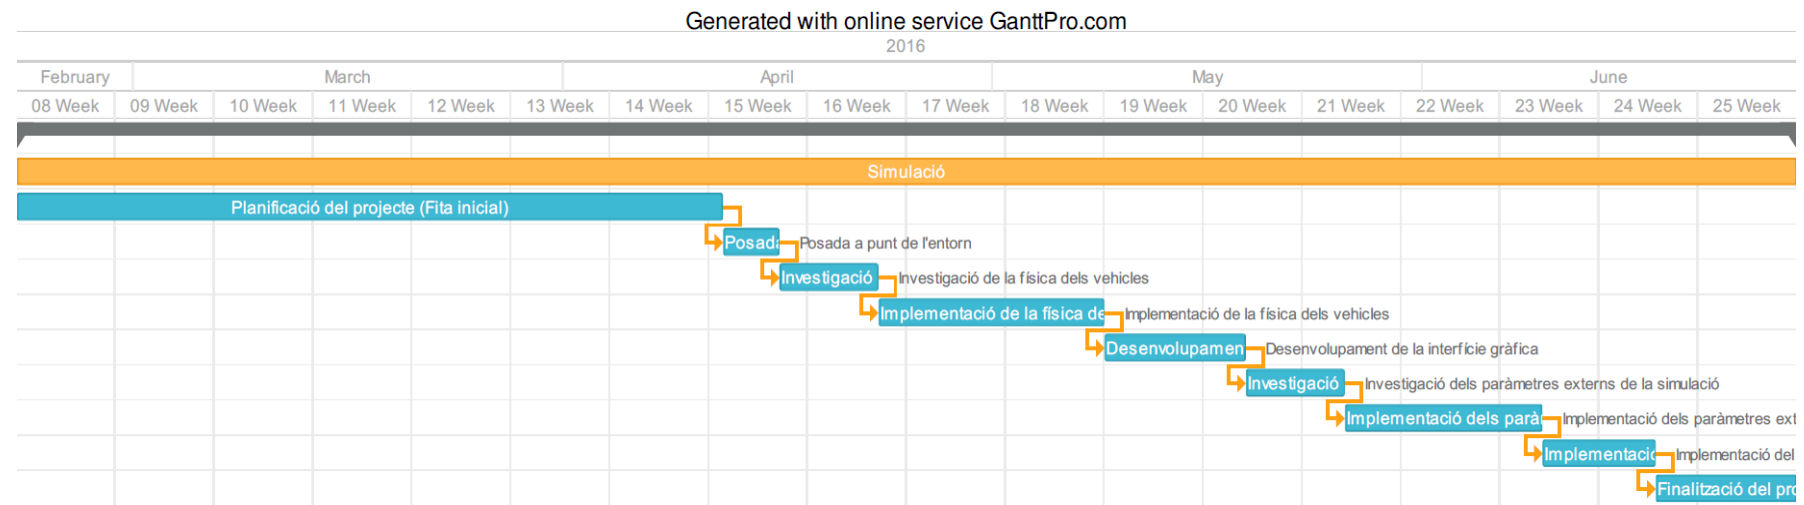 Generated with online service GanttPro.com
2016
February March April May June
08 Week 09 Week 10 Week 11 Week 12 Week 13 Week 14 Week 15 Week 16 Week 17 Week 18 Week 19 Week 20 Week 21 Week 22 Week 23 Week 24 Week 25 Week
Simulació
Planificació del projecte (Fita inicial)
Posada Posada a punt de l'entorn
Investigació Investigació de la física dels vehicles
Implementació de la física de Implementació de la física dels vehicles
Desenvolupamen Desenvolupament de la interfície gràfica
Investigació Investigació dels paràmetres externs de la simulació
Implementació dels parà Implementació dels paràmetres ext
Implementació Implementació del
Finalització del pro